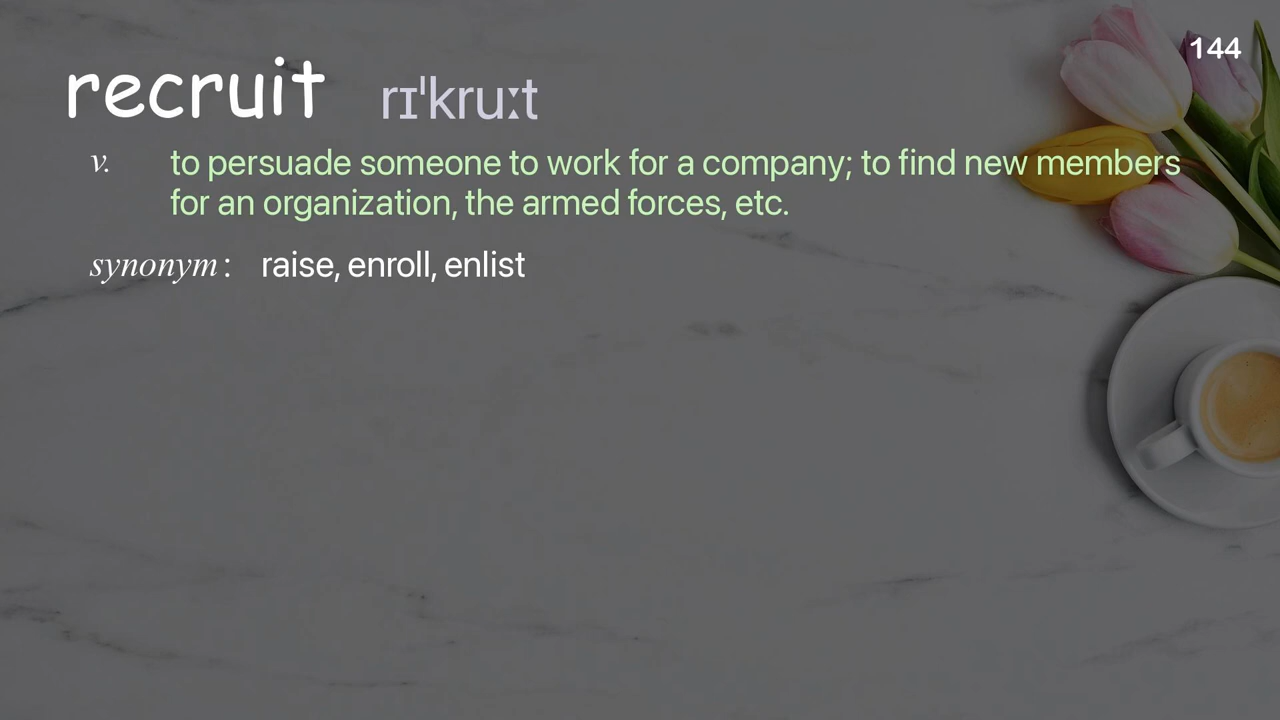 144
recruit rɪˈkruːt
v. to persuade someone to work for a company; to find new members
for an organization, the armed forces, etc.
synonym : raise, enroll, enlist